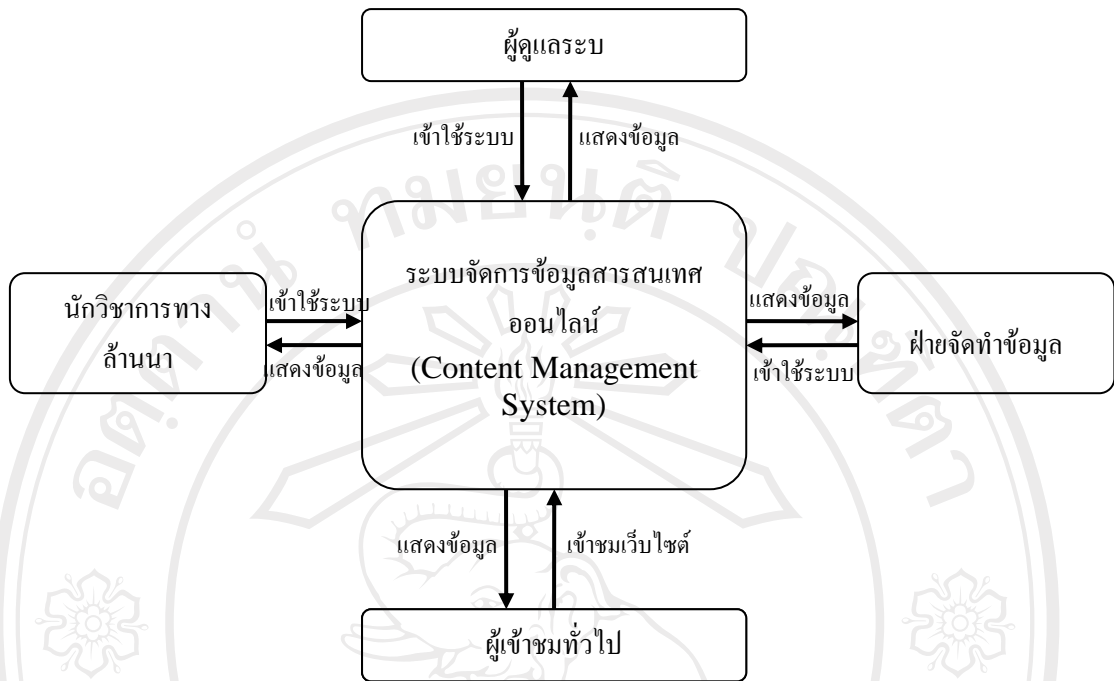 ผู้ดูแลระบบ
เข้าใช้ระบบ
แสดงข้อมูล
นักวิชาการทาง
ล้านนา
เข้าใช้ระบบ
แสดงข้อมูล
ระบบจัดการข้อมูลสารสนเทศ
ออนไลน์
(Content Management
System)
แสดงข้อมูล
เข้าใช้ระบบ
ฝ่ายจัดทำข้อมูล
แสดงข้อมูล
เข้าชมเว็บไซต์
ผู้เข้าชมทั่วไป